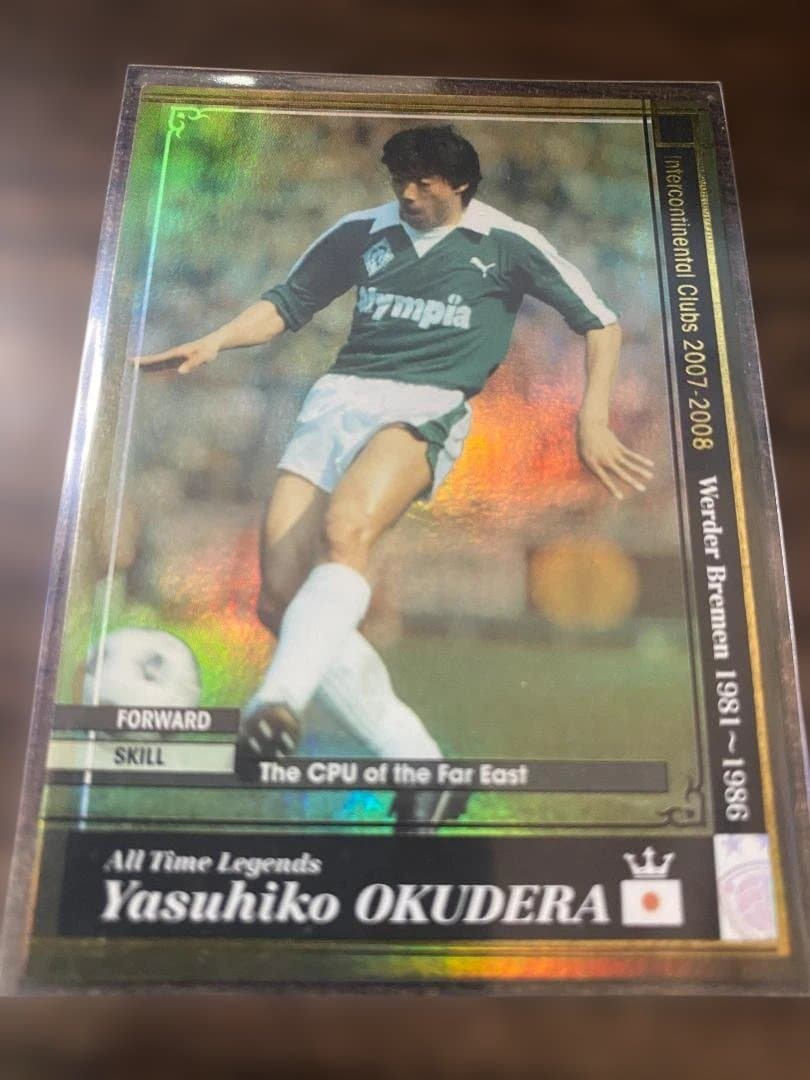 Intercontinental Clubs 2007-2008
Werder Bremen 1981~1986
Olympia
FORWARD
SKILL
The CPU of the Far East
All Time Legends
Yasuhiko OKUDERA